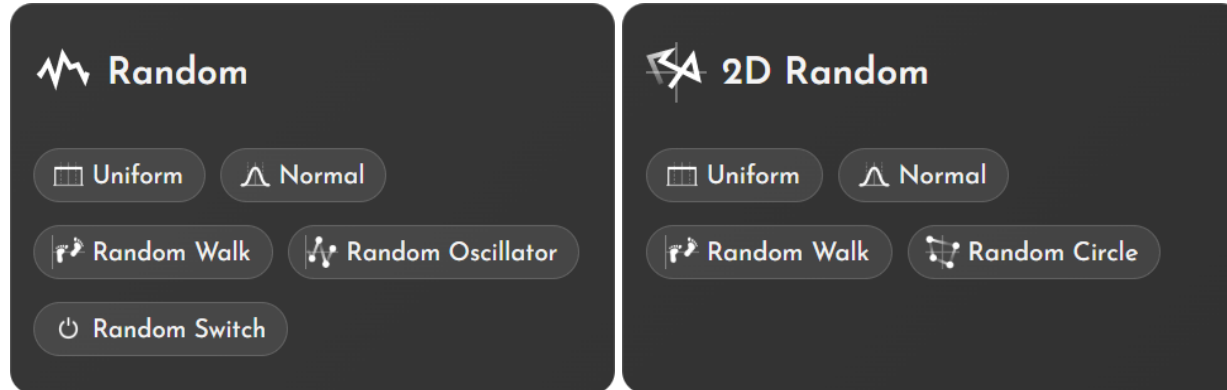 Random
Uniform
Normal
Random Walk
Random Oscillator
Random Switch
2D Random
Uniform
Normal
Random Walk
Random Circle